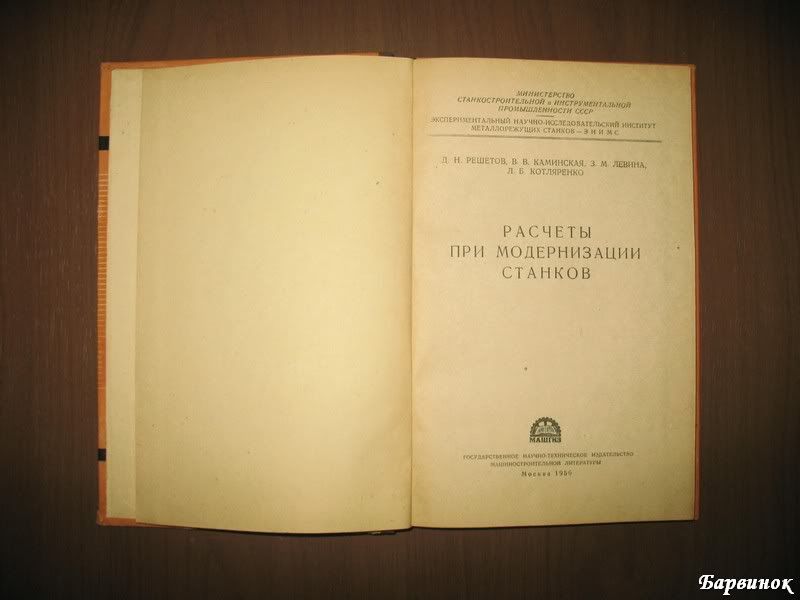 МИНИСТЕРСТВО
СТАНКОСТРОИТЕЛЬНОЙ и ИНСТРУМЕНТАЛЬНОЙ
ПРОМЫШЛЕННОСТИ СССР
ЭКСПЕРИМЕНТАЛЬНЫЙ НАУЧНО-ИССЛЕДОВАТЕЛЬСКИЙ ИНСТИТУТ
МЕТАЛЛОРЕЖУЩИХ СТАНКОВ — ЭНИМС
Д. Н. РЕШЕТОВ, В. В. КАМИНСКАЯ, З. М. ЛЕВИНА,
Л. Б. КОТЛЯРЕНКО
РАСЧЕТЫ
ПРИ МОДЕРНИЗАЦИИ
СТАНКОВ
МАШГИЗ
ГОСУДАРСТВЕННОЕ НАУЧНО-ТЕХНИЧЕСКОЕ ИЗДАТЕЛЬСТВО
МАШИНОСТРОИТЕЛЬНОЙ ЛИТЕРАТУРЫ
Москва 1956
Барвинок